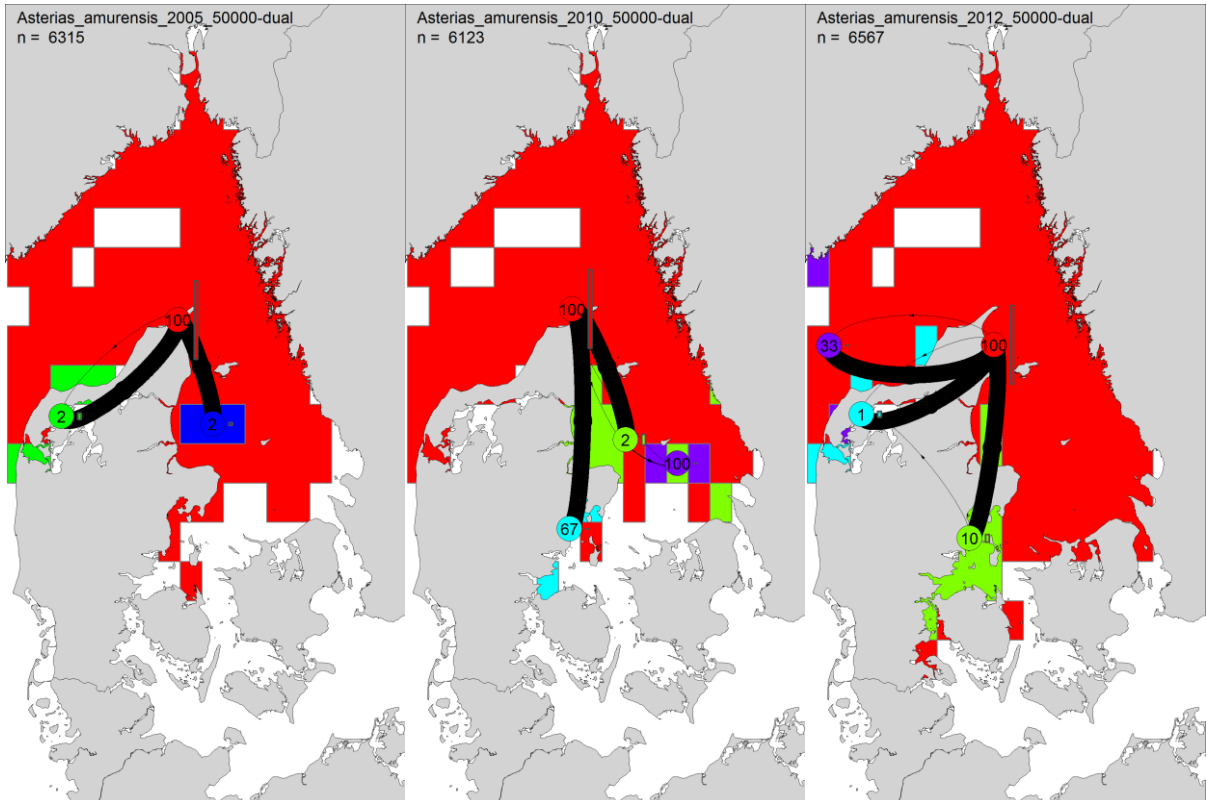 Asterias_amurensis_2005_50000-dual
n = 6315
100
2
2
Asterias_amurensis_2010_50000-dual
n = 6123
100
2
100
67
Asterias_amurensis_2012_50000-dual
n = 6567
33
100
1
10